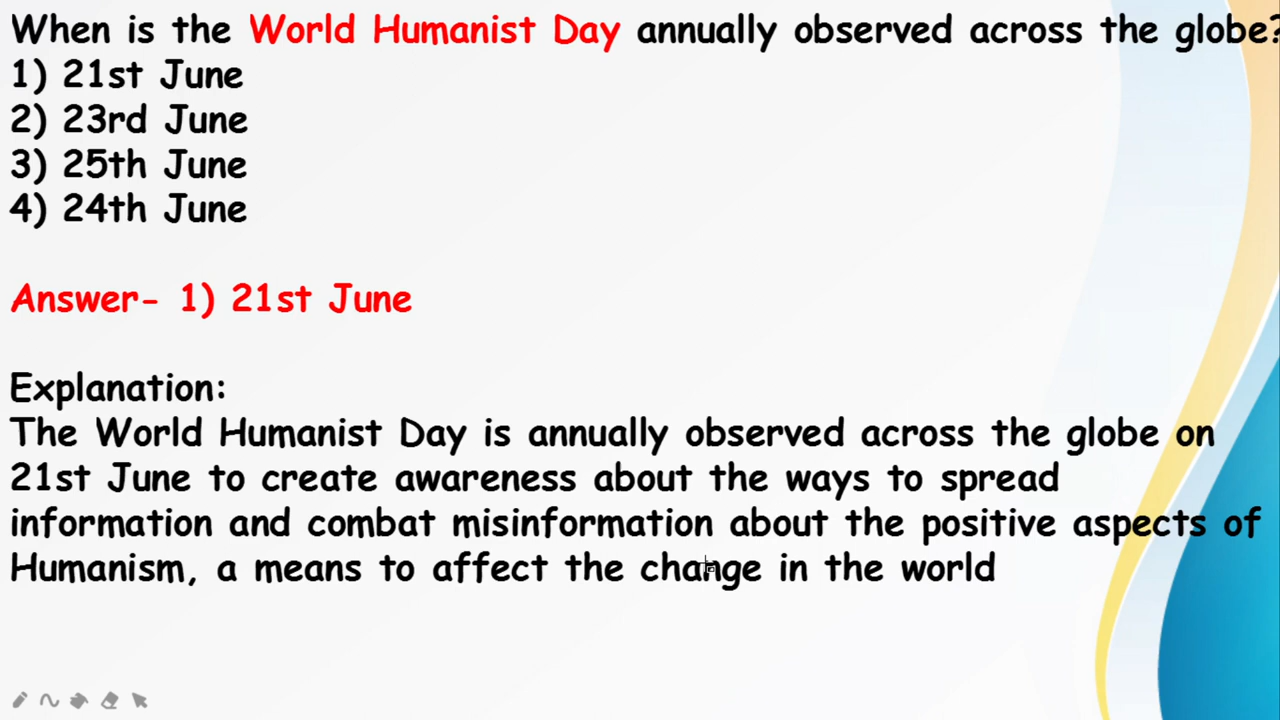 When is the World Humanist Day annually observed across the globe?
1) 21st June
2) 23rd June
3) 25th June
4) 24th June
Answer- 1) 21st June
Explanation:
The World Humanist Day is annually observed across the globe on
21st June to create awareness about the ways to spread
information and combat misinformation about the positive aspects of
Humanism, a means to affect the change in the world